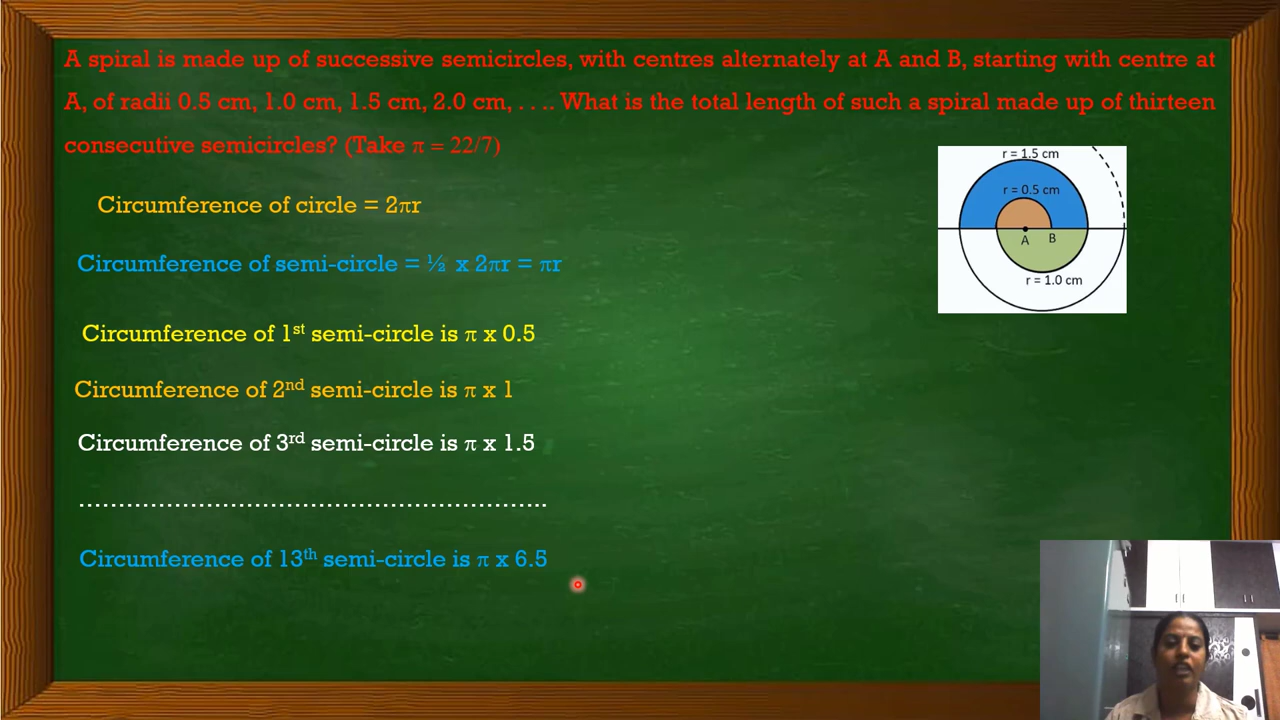 A spiral is made up of successive semicircles, with centres alternately at A and B, starting with centre at
A, of radii 0.5 cm, 1.0 cm, 1.5 cm, 2.0 cm, . . .. What is the total length of such a spiral made up of thirteen
consecutive semicircles? (Take π = 22/7)
r = 1.5 cm
r = 0.5 cm
A B
r = 1.0 cm
Circumference of circle = 2πr
Circumference of semi-circle = ½ x 2πr = πr
Circumference of 1st semi-circle is π x 0.5
Circumference of 2nd semi-circle is π x 1
Circumference of 3rd semi-circle is π x 1.5
............................................................
Circumference of 13th semi-circle is π x 6.5